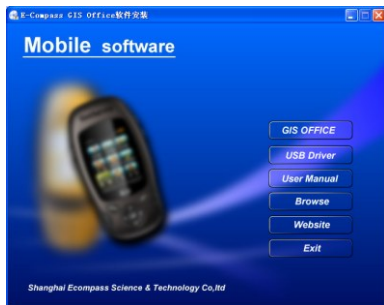 E-Compass GIS Office软件安装
Mobile software
GIS OFFICE
USB Driver
User Manual
Browse
Website
Exit
Shanghai Ecompass Science & Technology Co,ltd